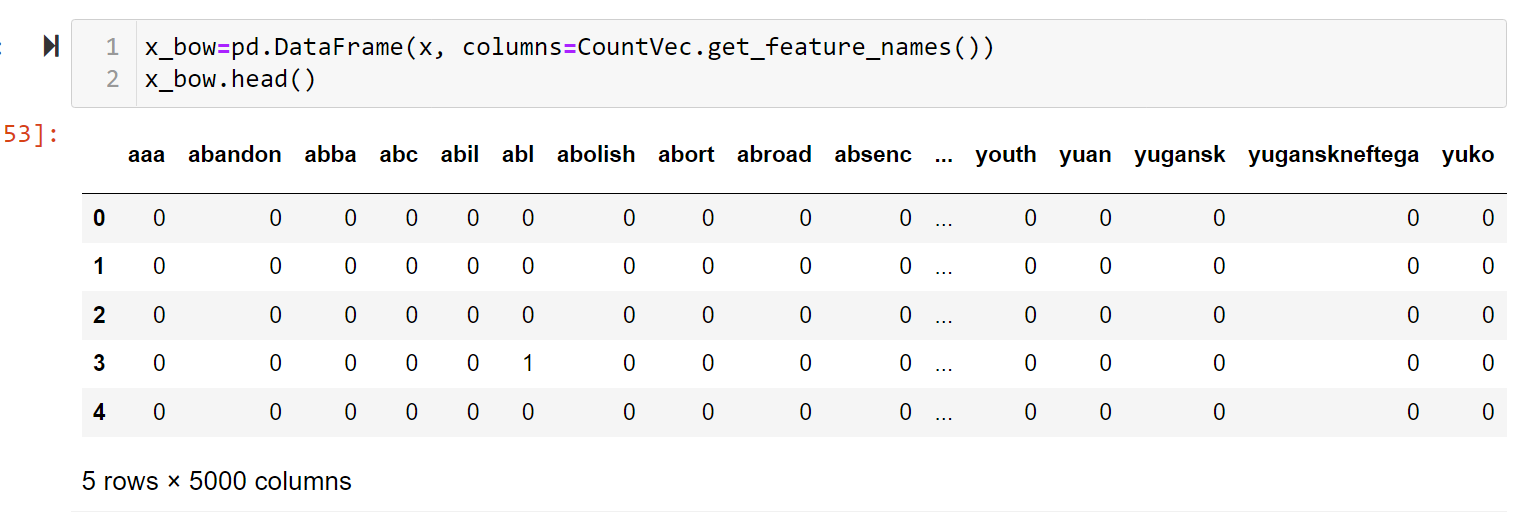 1 x_bow=pd.DataFrame(x, columns=CountVec.get_feature_names())
2 x_bow.head()
53]:
aaa abandon abba abc abil abl abolish abort abroad absenc ... youth yuan yugansk yuganskneftega yuko
0 0 0 0 0 0 0 0 0 0 0 ... 0 0 0 0 0
1 0 0 0 0 0 0 0 0 0 0 ... 0 0 0 0 0
2 0 0 0 0 0 0 0 0 0 0 ... 0 0 0 0 0
3 0 0 0 0 0 1 0 0 0 0 ... 0 0 0 0 0
4 0 0 0 0 0 0 0 0 0 0 ... 0 0 0 0 0
5 rows × 5000 columns